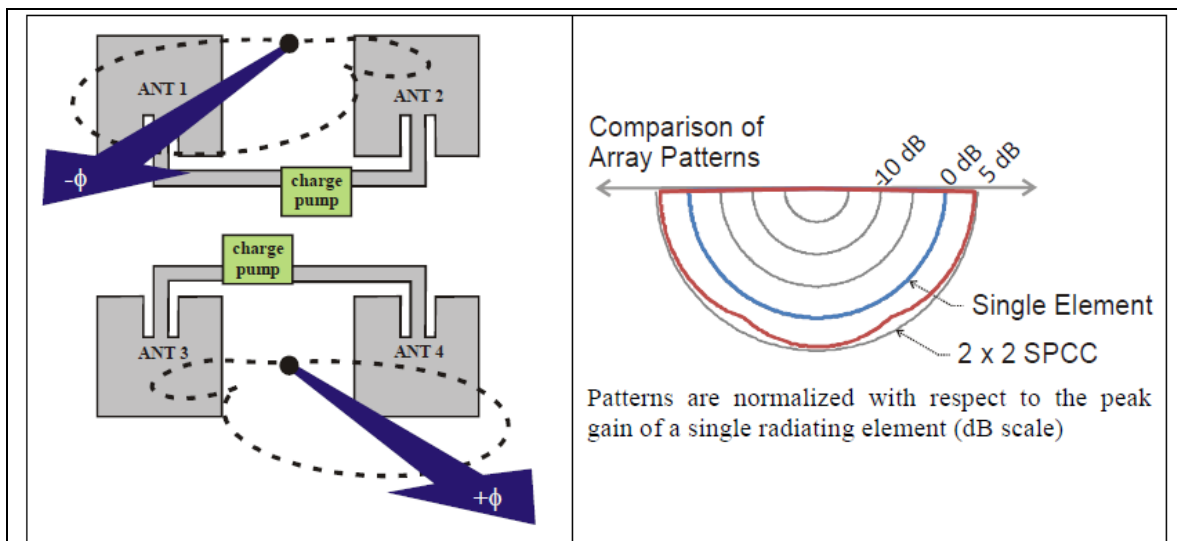 ANT 1
ANT 2
-ϕ
charge
pump
charge
pump
ANT 3
ANT 4
+ϕ
Comparison of
Array Patterns
-10 dB
0 dB
5 dB
Single Element
2 x 2 SPCC
Patterns are normalized with respect to the peak
gain of a single radiating element (dB scale)